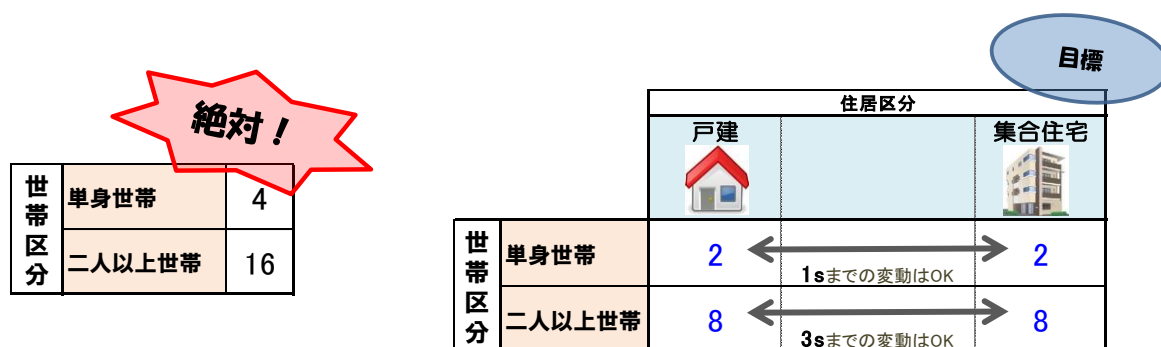 絶対！
世帯区分
単身世帯 4
二人以上世帯 16
目標
住居区分
戸建 集合住宅
世帯区分
単身世帯 2 2
1sまでの変動はOK
二人以上世帯 8 8
3sまでの変動はOK